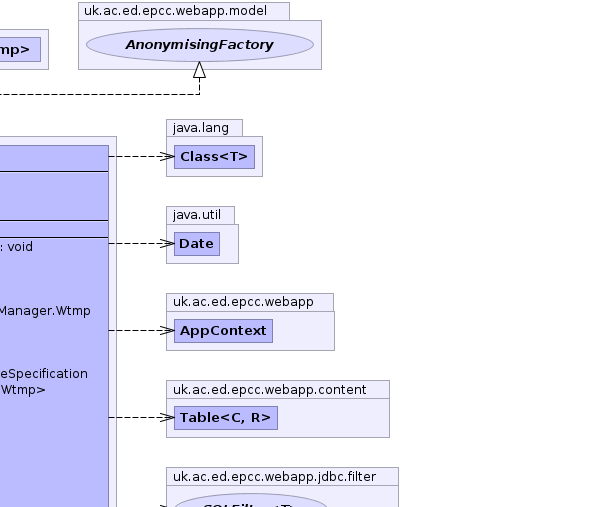 uk.ac.ed.epcc.webapp.model
mp>
AnonymisingFactory
java.lang
Class<T>
java.util
Date
: void
uk.ac.ed.epcc.webapp
Manager.Wtmp
AppContext
eSpecification
Wtmp>
uk.ac.ed.epcc.webapp.content
Table<C, R>
uk.ac.ed.epcc.webapp.jdbc.filter